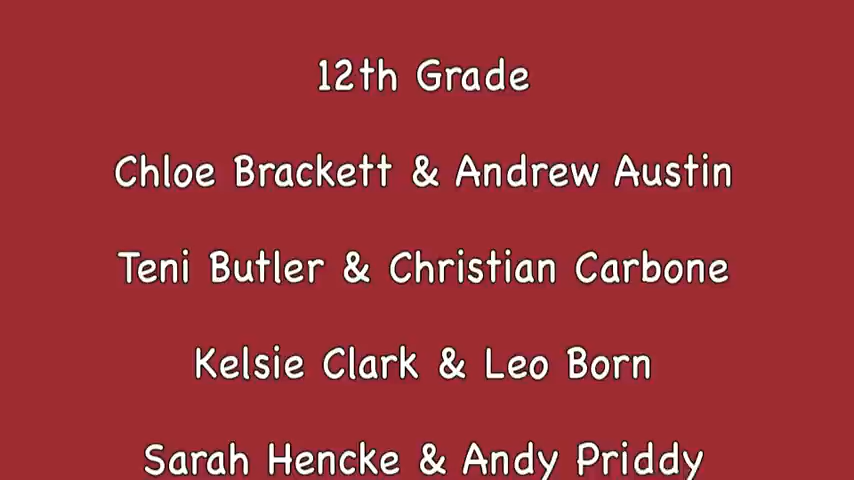 12th Grade
Chloe Brackett & Andrew Austin
Teni Butler & Christian Carbone
Kelsie Clark & Leo Born
Sarah Hencke & Andy Priddy